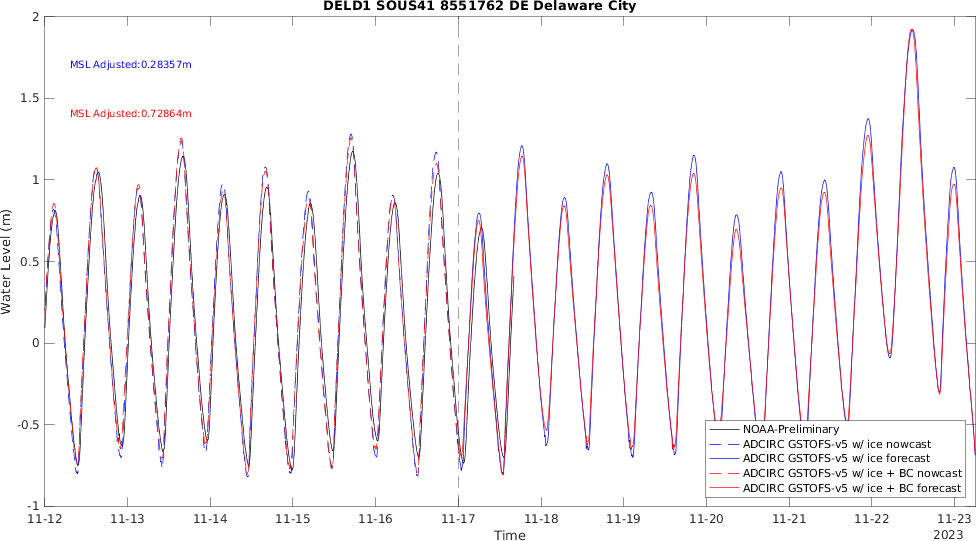 DELD1 SOUS41 8551762 DE Delaware City
2
1.5
1
0.5
0
-0.5
-1
Water Level (m)
MSL Adjusted:0.28357m
MSL Adjusted:0.72864m
NOAA-Preliminary
ADCIRC GSTOFS-v5 w/ ice nowcast
ADCIRC GSTOFS-v5 w/ ice forecast
ADCIRC GSTOFS-v5 w/ ice + BC nowcast
ADCIRC GSTOFS-v5 w/ ice + BC forecast
11-12 11-13 11-14 11-15 11-16 11-17 11-18 11-19 11-20 11-21 11-22 11-23
Time
2023